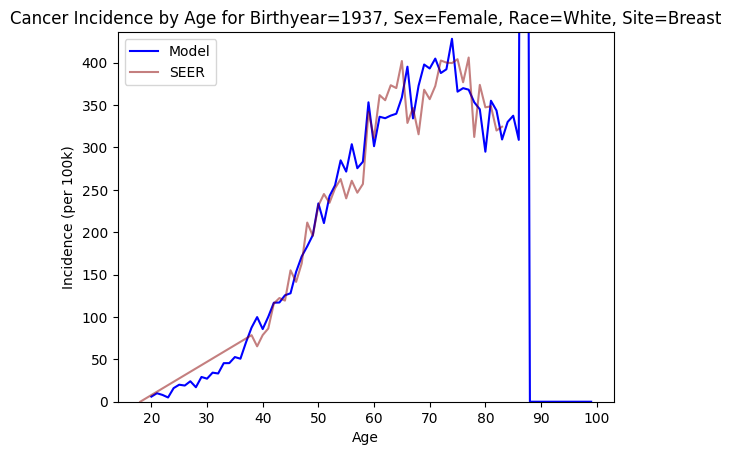 Cancer Incidence by Age for Birthyear=1937, Sex=Female, Race=White, Site=Breast
Model
SEER
Incidence (per 100k)
400
350
300
250
200
150
100
50
0
20 30 40 50 60 70 80 90 100
Age